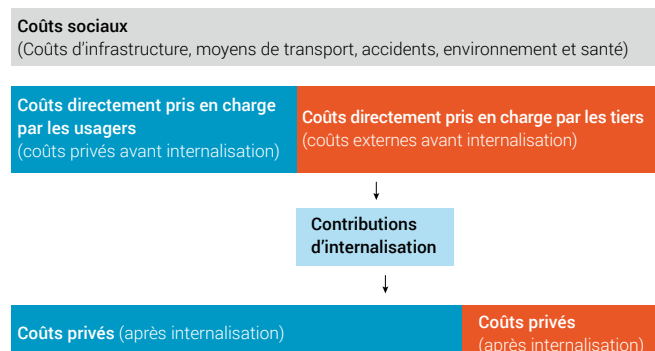 Coûts sociaux
(Coûts d'infrastructure, moyens de transport, accidents, environnement et santé)
Coûts directement pris en charge
par les usagers
(coûts privés avant internalisation)
Coûts directement pris en charge par les tiers
(coûts externes avant internalisation)
Contributions
d'internalisation
Coûts privés (après internalisation)
Coûts privés
(après internalisation)